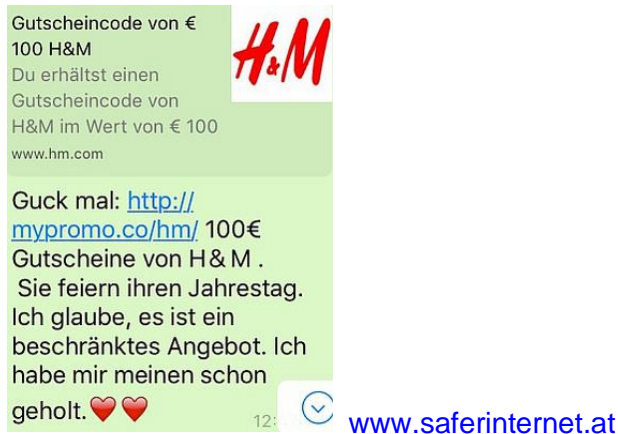 Gutscheincode von €
100 H&M
Du erhältst einen
Gutscheincode von
H&M im Wert von € 100
www.hm.com
H&M
Guck mal: http://
mypromo.co/hm/ 100€
Gutscheine von H& M .
Sie feiern ihren Jahrestag.
Ich glaube, es ist ein
beschränktes Angebot. Ich
habe mir meinen schon
geholt.❤️❤️
12:
www.saferinternet.at